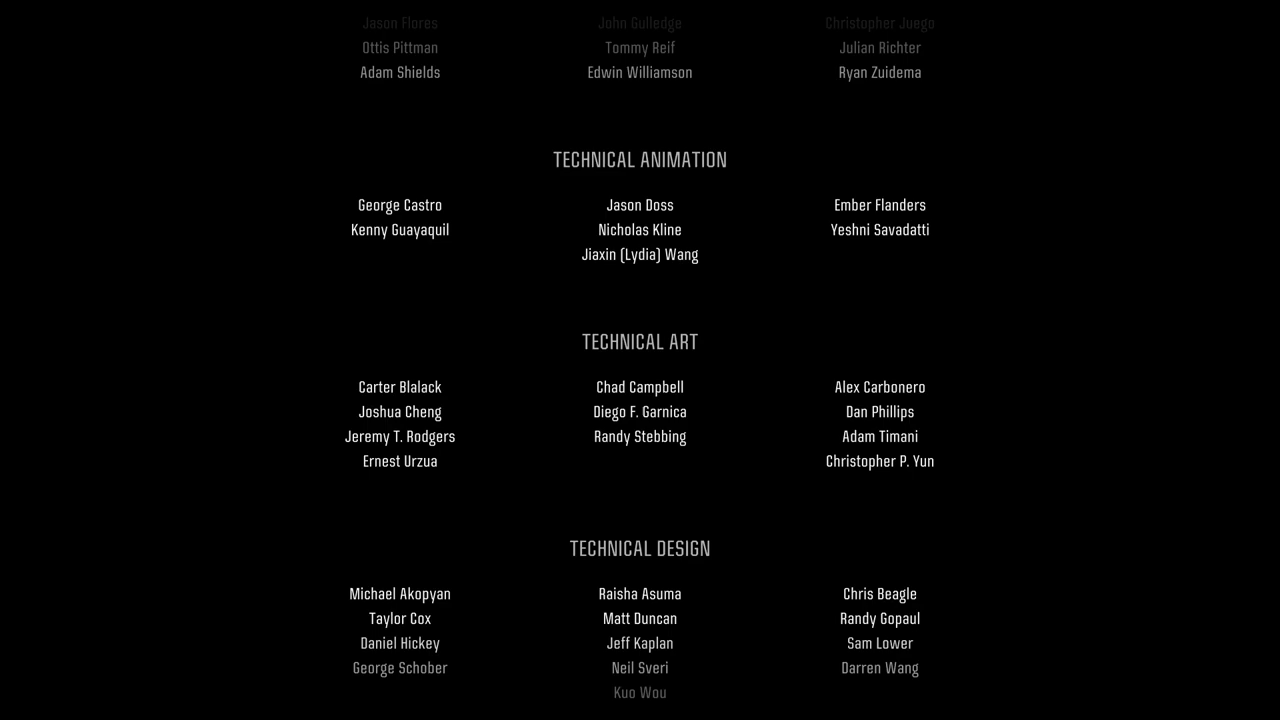 Jason Flores John Gulledge Christopher Juego
Ottis Pittman Tommy Reif Julian Richter
Adam Shields Edwin Williamson Ryan Zuidema
TECHNICAL ANIMATION
George Castro Jason Doss Ember Flanders
Kenny Guayaquil Nicholas Kline Yeshni Savadatti
Jiaxin (Lydia) Wang
TECHNICAL ART
Carter Blalack Chad Campbell Alex Carbonero
Joshua Cheng Diego F. Garnica Dan Phillips
Jeremy T. Rodgers Randy Stebbing Adam Timani
Ernest Urzua Christopher P. Yun
TECHNICAL DESIGN
Michael Akopyan Raisha Asuma Chris Beagle
Taylor Cox Matt Duncan Randy Gopaul
Daniel Hickey Jeff Kaplan Sam Lower
George Schober Neil Sveri Darren Wang
Kuo Wou